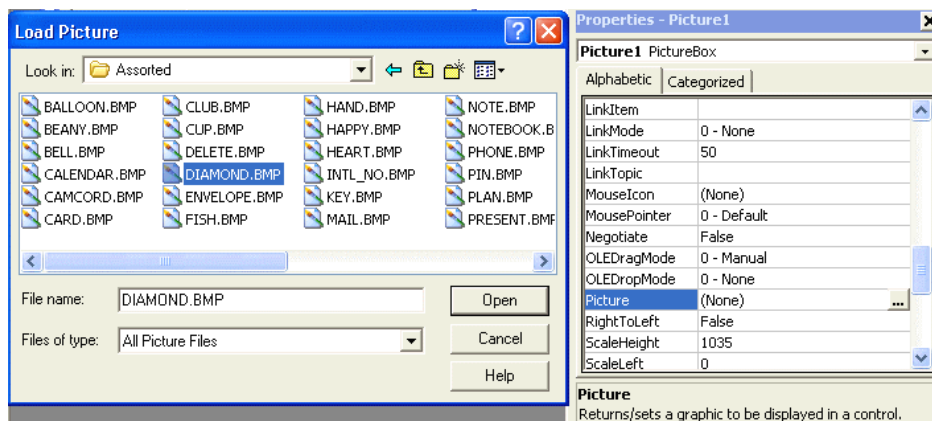 Load Picture
Look in: Assorted
BALLOON.BMP CLUB.BMP HAND.BMP NOTE.BMP
BEANY.BMP CUP.BMP HAPPY.BMP NOTEBOOK.B
BELL.BMP DELETE.BMP HEART.BMP PHONE.BMP
CALENDAR.BMP DIAMOND.BMP INTL_NO.BMP PIN.BMP
CAMCORD.BMP ENVELOPE.BMP KEY.BMP PLAN.BMP
CARD.BMP FISH.BMP MAIL.BMP PRESENT.BMF
File name: DIAMOND.BMP Open
Files of type: All Picture Files Cancel
Help
Properties - Picture1
Picture1 PictureBox
Alphabetic Categorized
LinkItem
LinkMode 0 - None
LinkTimeout 50
LinkTopic
MouseIcon (None)
MousePointer 0 - Default
Negotiate False
OLEDragMode 0 - Manual
OLEDropMode 0 - None
Picture (None) ...
RightToLeft False
ScaleHeight 1035
ScaleLeft 0
Picture
Returns/sets a graphic to be displayed in a control.